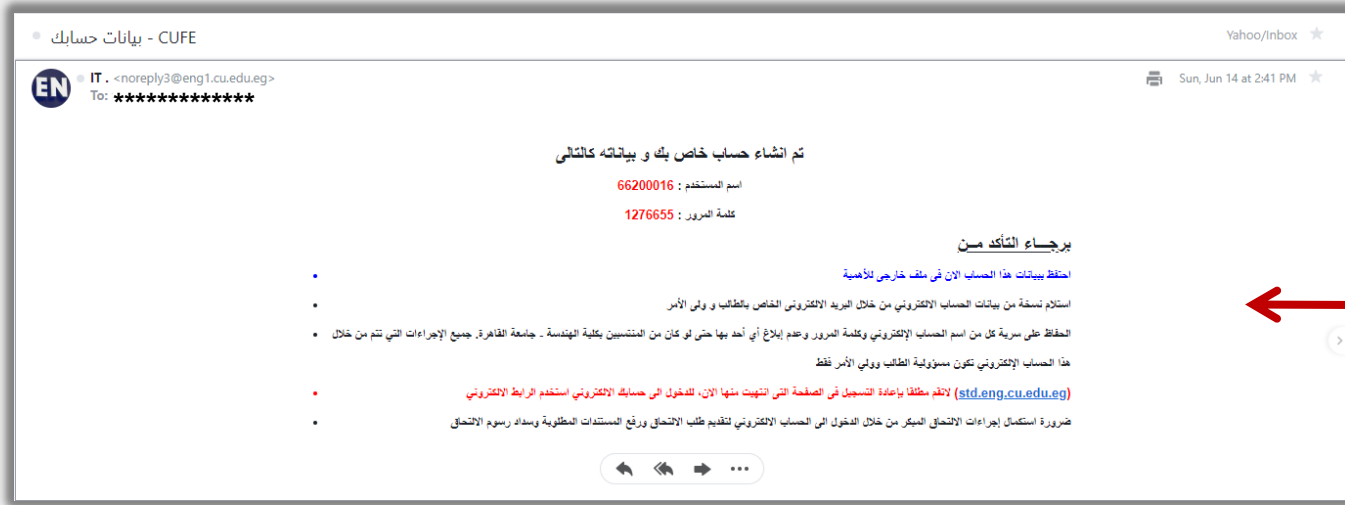 CUFE - بيانات حسابك
Yahoo/Inbox
EN
IT . <noreply3@eng1.cu.edu.eg>
Sun, Jun 14 at 2:41 PM
To: *************
تم انشاء حساب خاص بك و بياناته كالتالى
اسم المستخدم : 66200016
كلمة المرور : 1276655
برجـــاء التأكد مــن
احتفظ ببيانات هذا الحساب الان فى ملف خارجى للأهمية
استلام نسخة من بيانات الحساب الالكتروني من خلال البريد الالكترونى الخاص بالطالب و ولى الأمر
الحفاظ على سرية كل من اسم الحساب الإلكتروني وكلمة المرور وعدم إبلاغ أي أحد بها حتى لو كان من المنتسبين بكلية الهندسة - جامعة القاهرة. جميع الإجراءات التي تتم من خلال
هذا الحساب الإلكتروني تكون مسؤولية الطالب وولي الأمر فقط
(std.eng.cu.edu.eg) لاتقم مطلقا بإعادة التسجيل فى الصفحة التى انتهيت منها الان، للدخول الى حسابك الالكتروني استخدم الرابط الالكتروني
ضرورة استكمال إجراءات الالتحاق المبكر من خلال الدخول الى الحساب الالكتروني لتقديم طلب الالتحاق ورفع المستندات المطلوبة وسداد رسوم الالتحاق